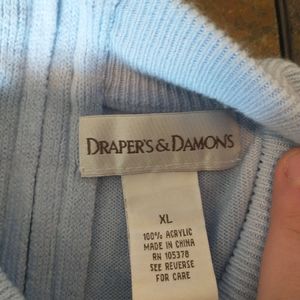 DRAPER'S & DAMON'S
XL
100% ACRYLIC
MADE IN CHINA
RN 105378
SEE REVERSE
FOR CARE